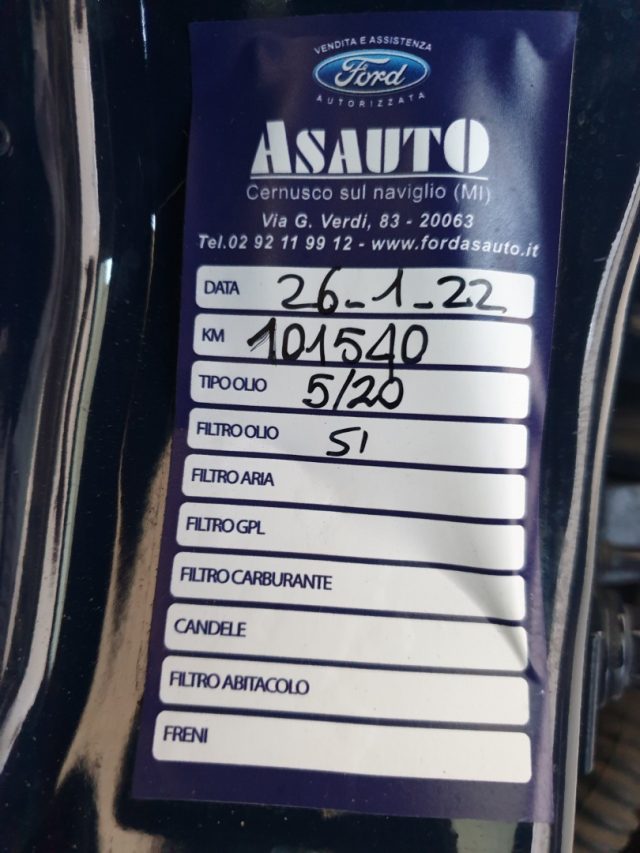 VENDITA E ASSISTENZA
Ford
AUTORIZZATA
ASAUTO
Cernusco sul naviglio (MI)
Via G. Verdi, 83 - 20063
Tel.02 92 11 99 12 - www.fordasauto.it
DATA 26-1-22
KM 101540
TIPO OLIO 5/20
FILTRO OLIO SI
FILTRO ARIA
FILTRO GPL
FILTRO CARBURANTE
CANDELE
FILTRO ABITACOLO
FRENI